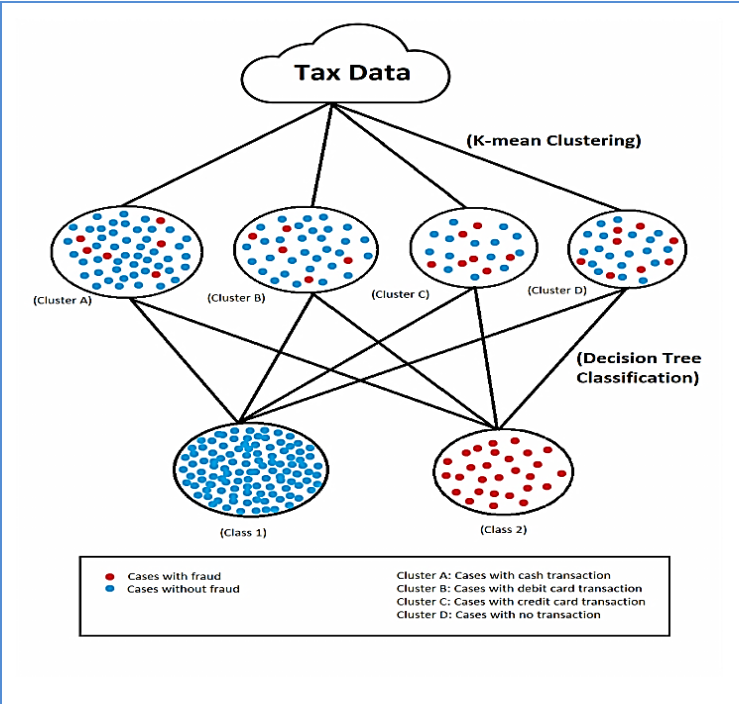 Tax Data
(K-mean Clustering)
(Cluster A)
(Cluster B)
(Cluster C)
(Cluster D)
(Decision Tree
Classification)
(Class 1)
(Class 2)
Cases with fraud
Cases without fraud
Cluster A: Cases with cash transaction
Cluster B: Cases with debit card transaction
Cluster C: Cases with credit card transaction
Cluster D: Cases with no transaction